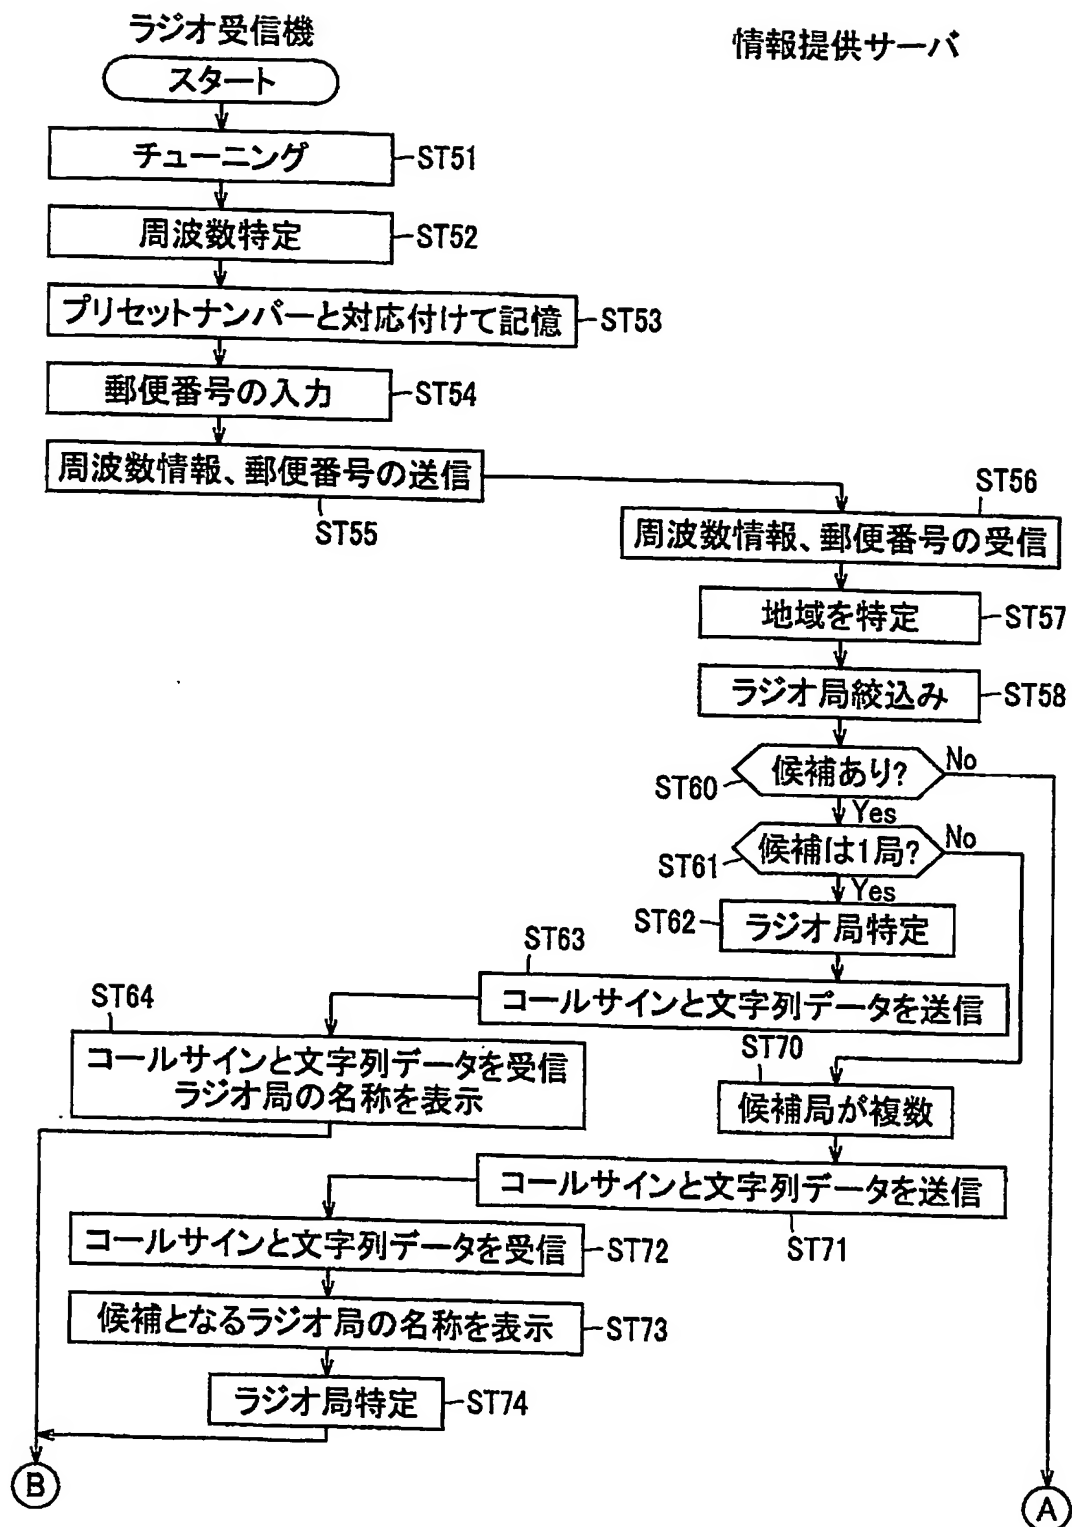 ラジオ受信機
情報提供サーバ
スタート
チューニング
ST51
周波数特定
ST52
プリセットナンバーと対応付けて記憶
ST53
郵便番号の入力
ST54
周波数情報、郵便番号の送信
ST55
ST56
周波数情報、郵便番号の受信
地域を特定
ST57
ラジオ局絞込み
ST58
候補あり?
No
ST60
Yes
候補は1局?
No
ST61
Yes
ST62
ラジオ局特定
ST63
コールサインと文字列データを送信
ST64
コールサインと文字列データを受信
ラジオ局の名称を表示
ST70
候補局が複数
コールサインと文字列データを送信
ST71
コールサインと文字列データを受信
ST72
候補となるラジオ局の名称を表示
ST73
ラジオ局特定
ST74
B
A